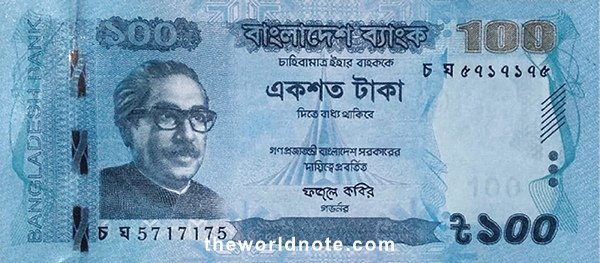 BANGLADESH BANK
১০০
বাংলাদেশ ব্যাংক
100
চাহিবামাত্র ইহার বাহককে
চ ঘ ৫৭১৭১৭৫
একশত টাকা
দিতে বাধ্য থাকিবে
গণপ্রজাতন্ত্রী বাংলাদেশ সরকারের
দায়িত্বে প্রবর্তিত
ফজলে কবির
গভর্নর
100
৳১০০
চ ঘ 5717175
theworldnote.com